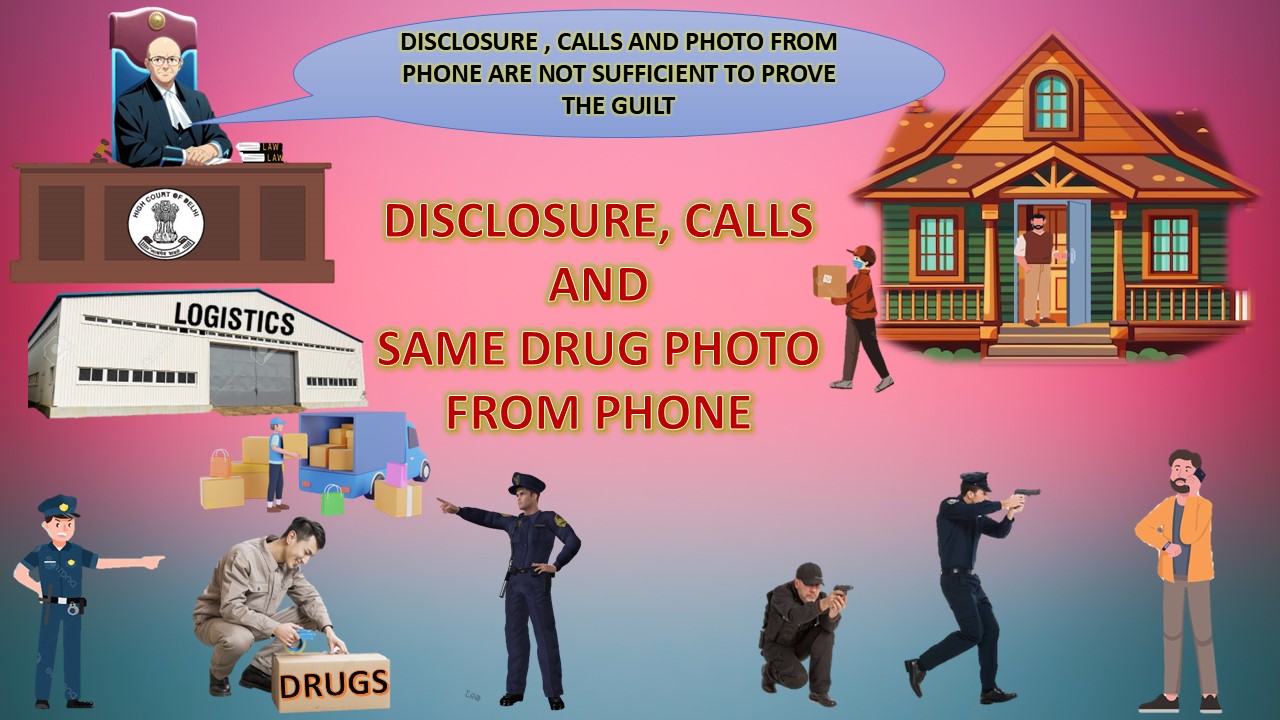 DISCLOSURE , CALLS AND PHOTO FROM
PHONE ARE NOT SUFFICIENT TO PROVE
THE GUILT
LAW
LAW
HIGH COURT OF DELHI
DISCLOSURE, CALLS
AND
SAME DRUG PHOTO
FROM PHONE
LOGISTICS
DRUGS